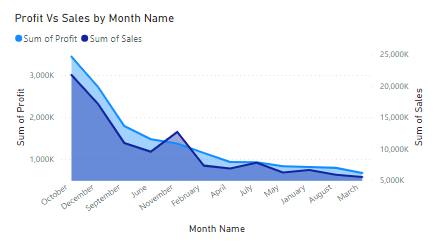 Profit Vs Sales by Month Name
Sum of Profit Sum of Sales
25,000K
3,000K
20,000K
2,000K
15,000K
10,000K
1,000K
5,000K
Sum of Profit
Sum of Sales
October December September June November February April July May January August March
Month Name